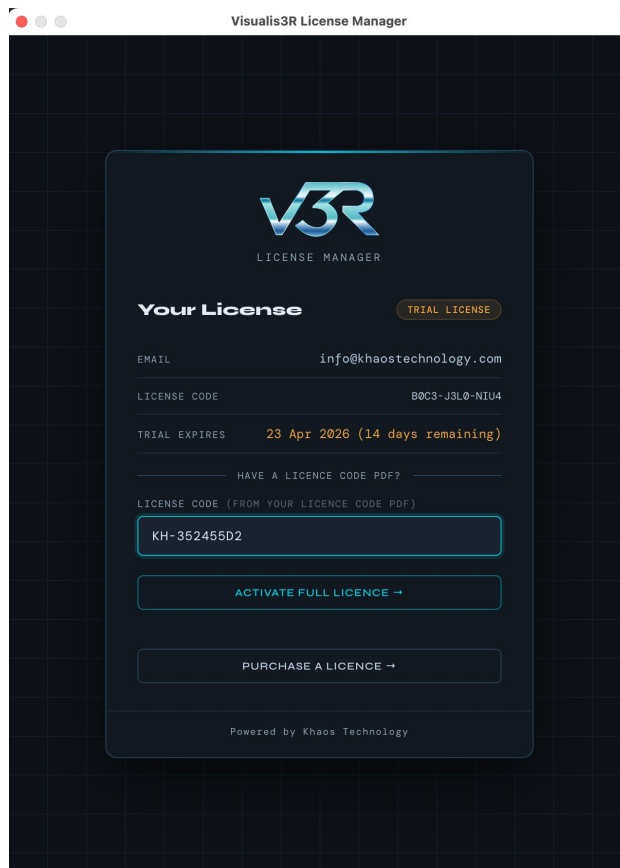 Visualis3R License Manager
V3R
LICENSE MANAGER
Your License
TRIAL LICENSE
EMAIL info@khaostechnology.com
LICENSE CODE B0C3-J3L0-NIU4
TRIAL EXPIRES 23 Apr 2026 (14 days remaining)
HAVE A LICENCE CODE PDF?
LICENSE CODE (FROM YOUR LICENCE CODE PDF)
KH-352455D2
ACTIVATE FULL LICENCE →
PURCHASE A LICENCE →
Powered by Khaos Technology